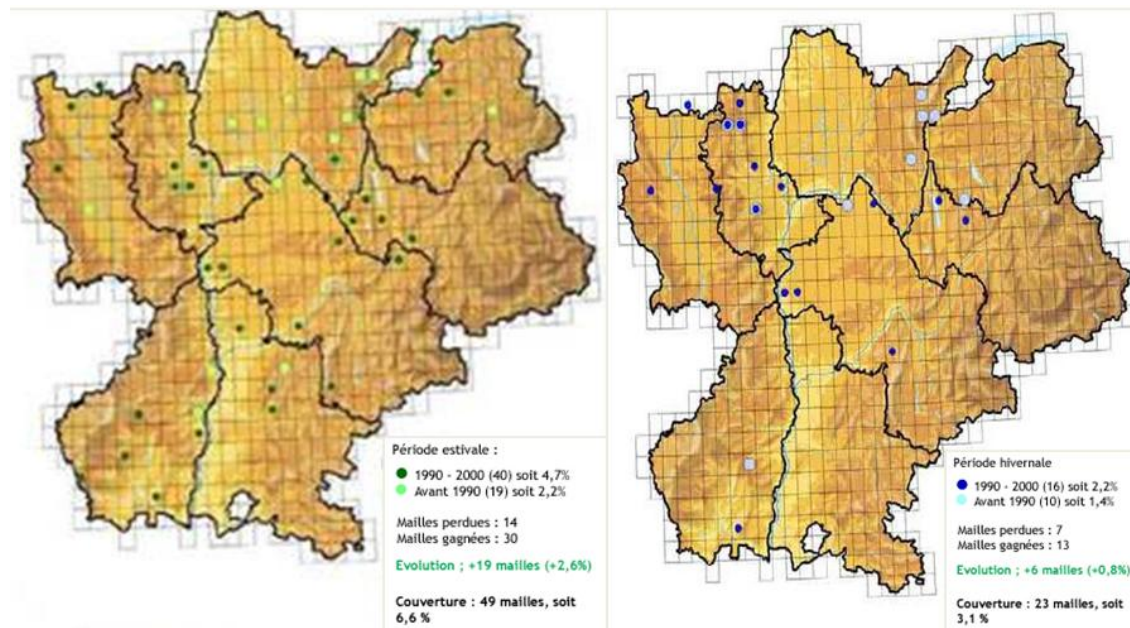 Période estivale :
1990 - 2000 (40) soit 4,7%
Avant 1990 (19) soit 2,2%
Mailles perdues : 14
Mailles gagnées : 30
Evolution ; +19 mailles (+2,6%)
Couverture : 49 mailles, soit
6,6 %
Période hivernale
1990 - 2000 (16) soit 2,2%
Avant 1990 (10) soit 1,4%
Mailles perdues : 7
Mailles gagnées : 13
Evolution ; +6 mailles (+0,8%)
Couverture : 23 mailles, soit
3,1 %